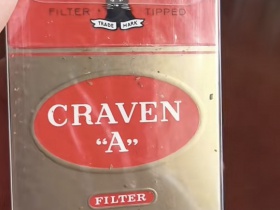 FILTER TIPPED
TRADE MARK
CRAVEN
"A"
FILTER